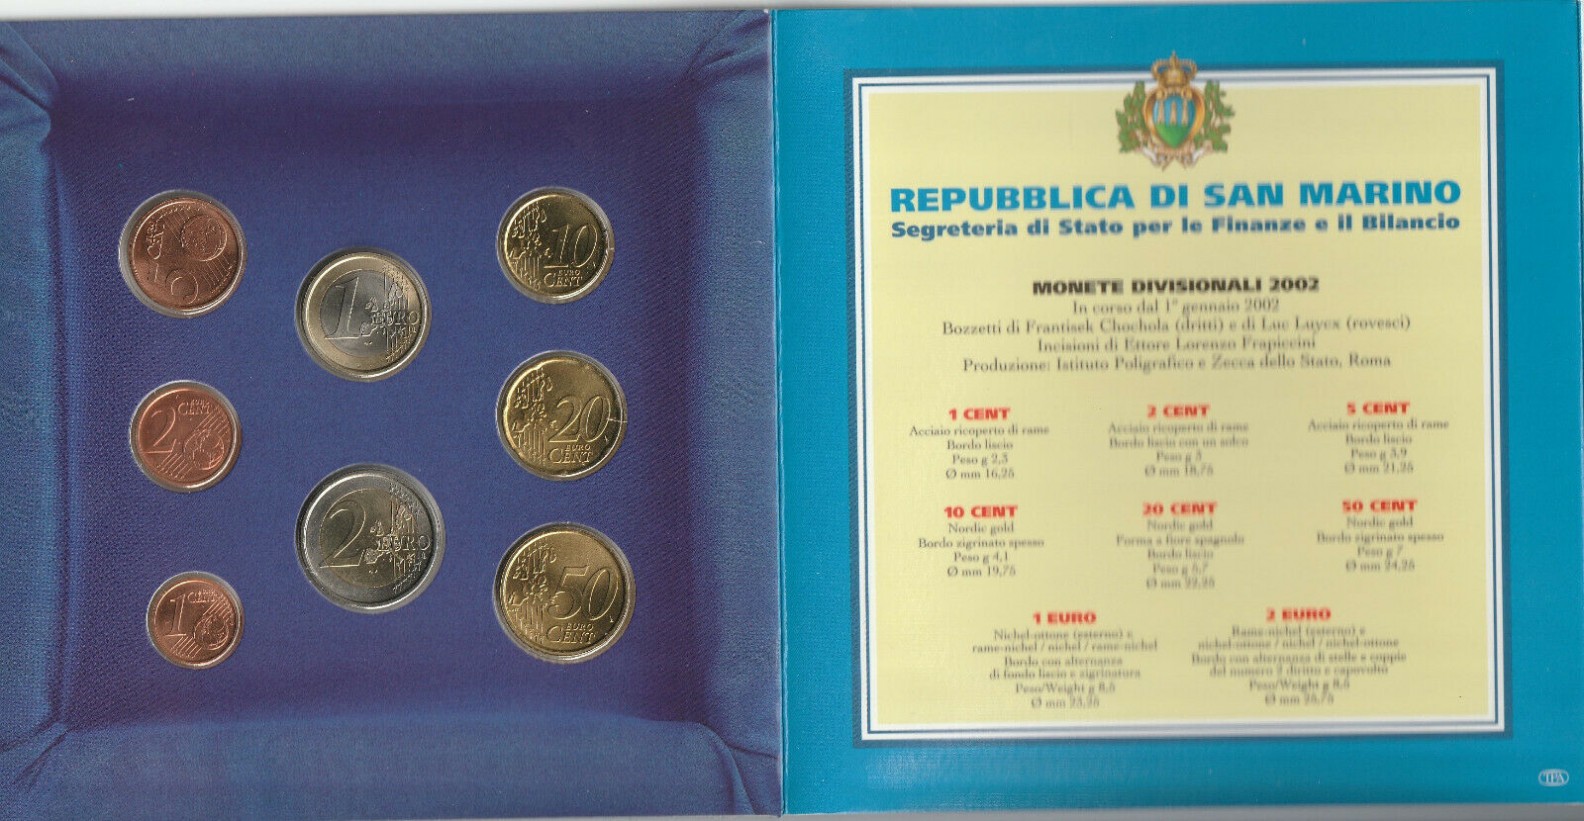 5 EURO CENT
1 EURO
10 EURO CENT
2 EURO CENT
20 EURO CENT
2 EURO
1 EURO CENT
50 EURO CENT
REPUBBLICA DI SAN MARINO
Segreteria di Stato per le Finanze e il Bilancio
MONETE DIVISIONALI 2002
In corso dal 1° gennaio 2002
Bozzetti di Frantisek Chochola (dritti) e di Luc Luycx (rovesci)
Incisioni di Ettore Lorenzo Frapiccini
Produzione: Istituto Poligrafico e Zecca dello Stato, Roma
1 CENT
Acciaio ricoperto di rame
Bordo liscio
Peso g 2,3
Ø mm 16,25
2 CENT
Acciaio ricoperto di rame
Bordo liscio con un solco
Peso g 3
Ø mm 18,75
5 CENT
Acciaio ricoperto di rame
Bordo liscio
Peso g 3,9
Ø mm 21,25
10 CENT
Nordic gold
Bordo zigrinato spesso
Peso g 4,1
Ø mm 19,75
20 CENT
Nordic gold
Forma a fiore spagnolo
Bordo liscio
Peso g 5,7
Ø mm 22,25
50 CENT
Nordic gold
Bordo zigrinato spesso
Peso g 7
Ø mm 24,25
1 EURO
Nichel-ottone (esterno) e
rame-nichel / nichel / rame-nichel
Bordo con alternanza
di fondo liscio e zigrinatura
Peso/Weight g 8,5
Ø mm 23,25
2 EURO
Rame-nichel (esterno) e
nichel-ottone / nichel / nichel-ottone
Bordo con alternanza di stelle e coppie
del numero 2 diritto e capovolto
Peso/Weight g 8,5
Ø mm 25,75